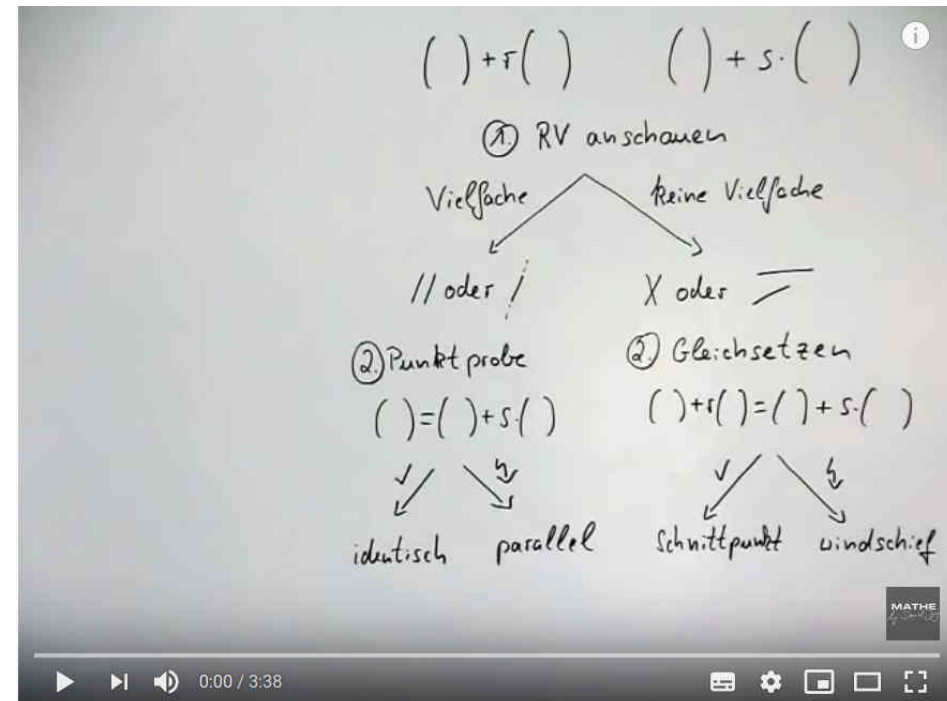 ( ) + r ( ) ( ) + s · ( )
1. RV anschauen
Vielfache keine Vielfache
// oder / X oder
2. Punktprobe 2. Gleichsetzen
( ) = ( ) + s · ( ) ( ) + r ( ) = ( ) + s · ( )
identisch parallel Schnittpunkt windschief
MATHE
0:00 / 3:38